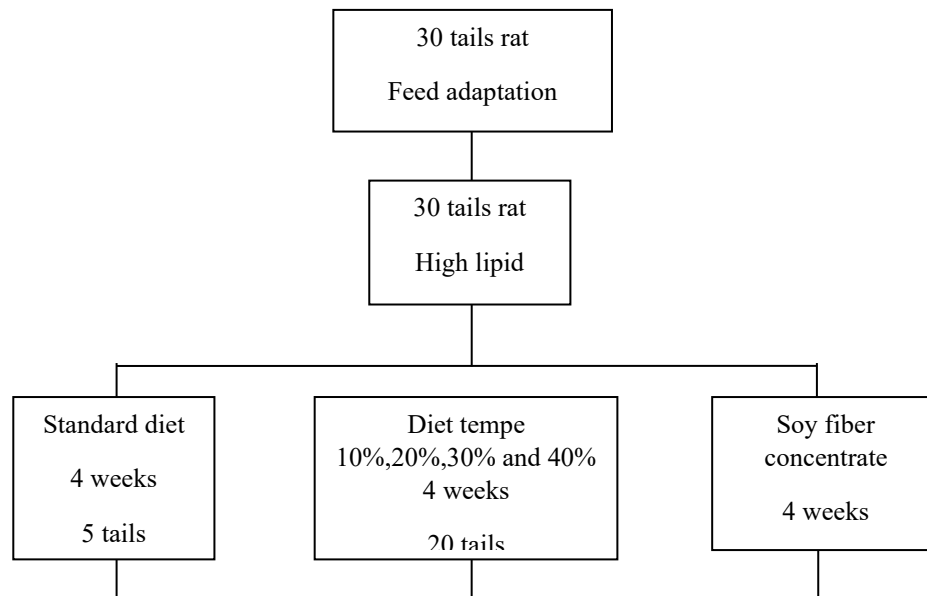 30 tails rat
Feed adaptation
30 tails rat
High lipid
Standard diet
4 weeks
5 tails
Diet tempe
10%,20%,30% and 40%
4 weeks
20 tails
Soy fiber
concentrate
4 weeks